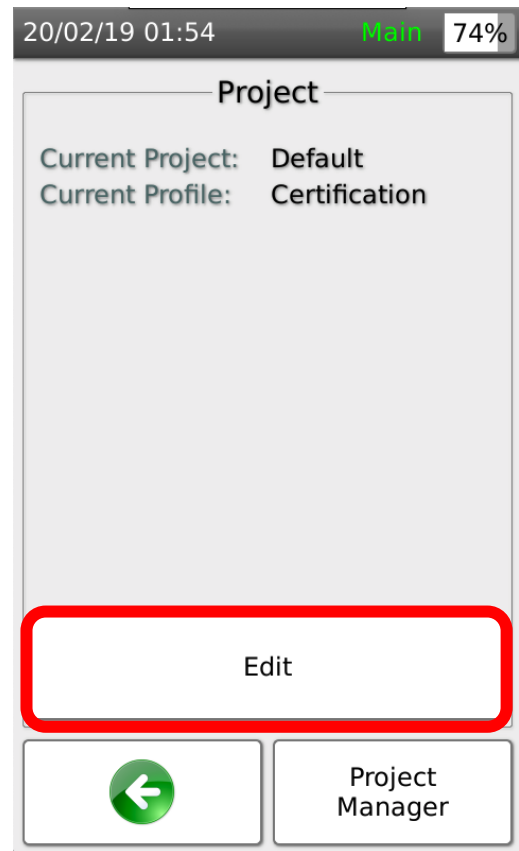 20/02/19 01:54 Main 74%
Project
Current Project: Default
Current Profile: Certification
Edit
Project
Manager